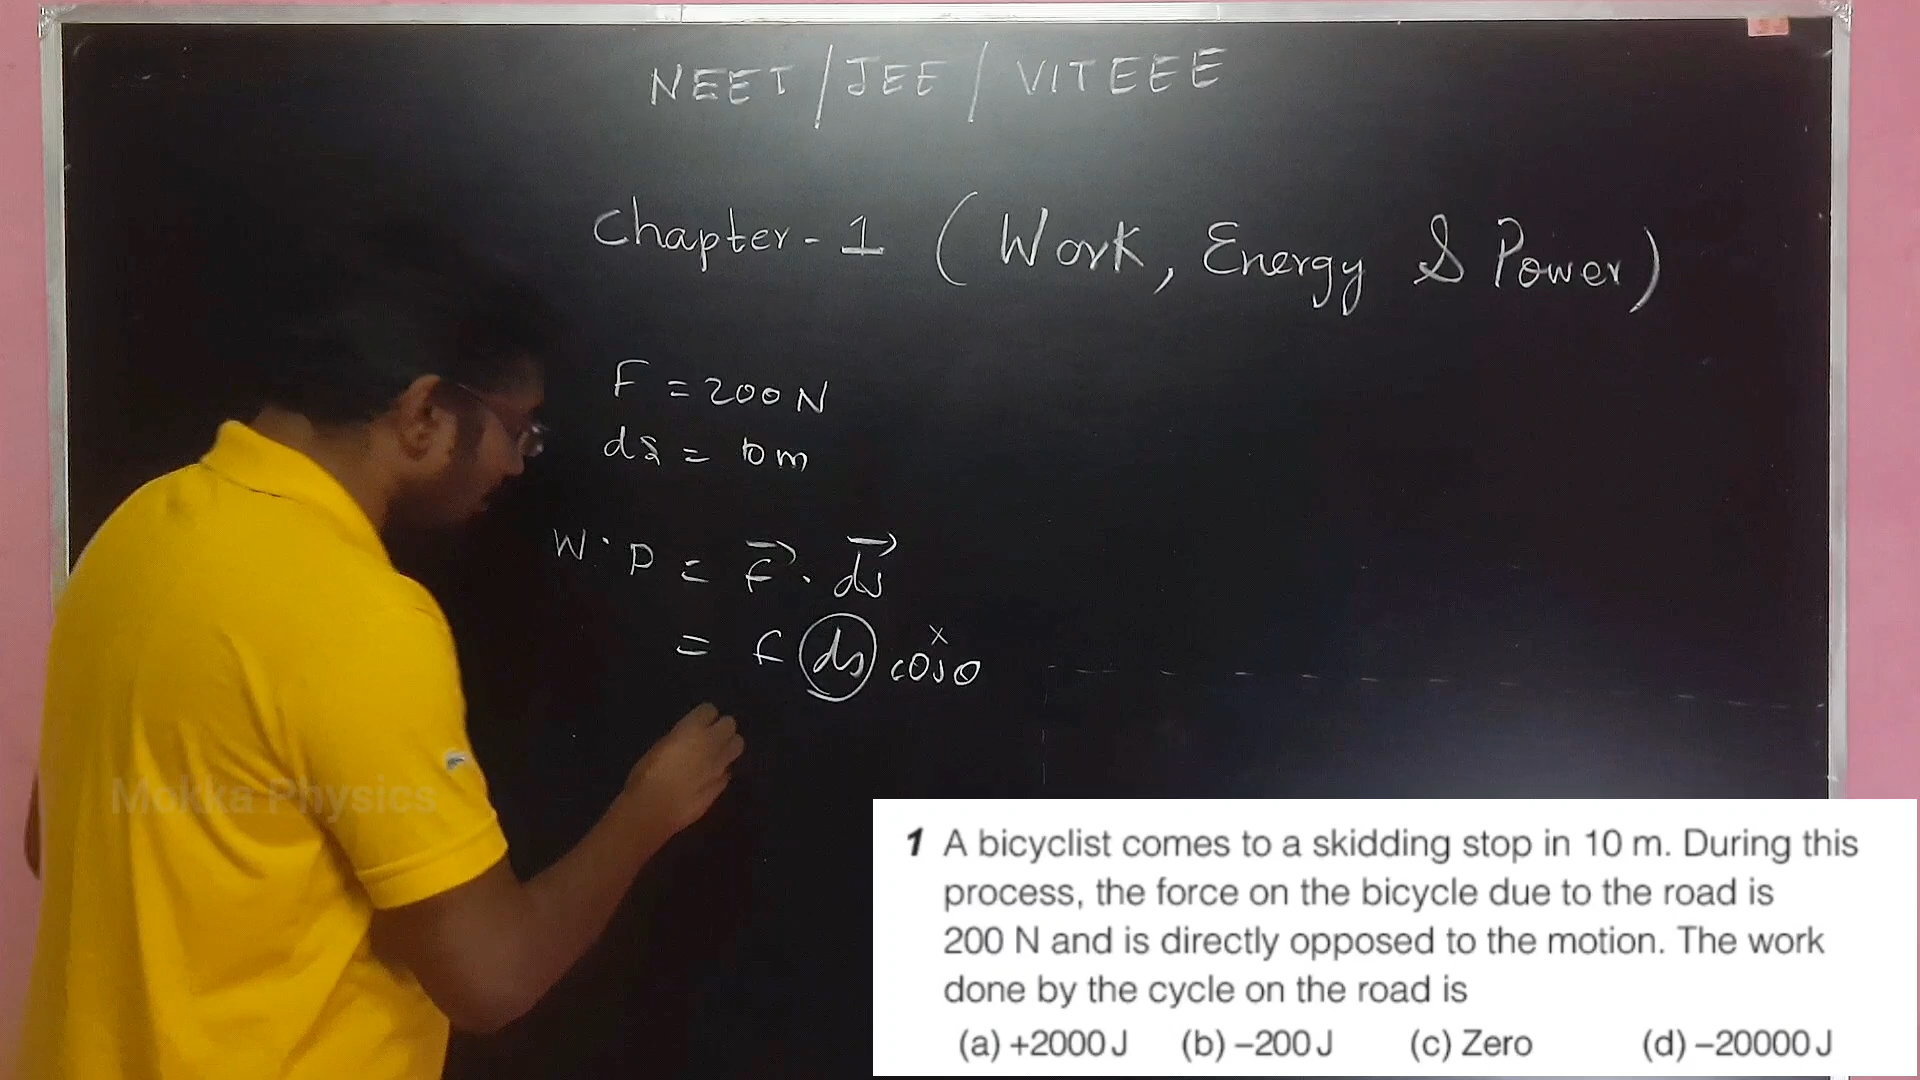 NEET / JEE / VITEEE
Chapter - 1 (Work, Energy & Power)
F = 200 N
ds = 10 m
W.D = F . ds
= F ds cosθ
Mokka Physics
1 A bicyclist comes to a skidding stop in 10 m. During this
process, the force on the bicycle due to the road is
200 N and is directly opposed to the motion. The work
done by the cycle on the road is
(a) +2000 J (b) –200 J (c) Zero (d) –20000 J